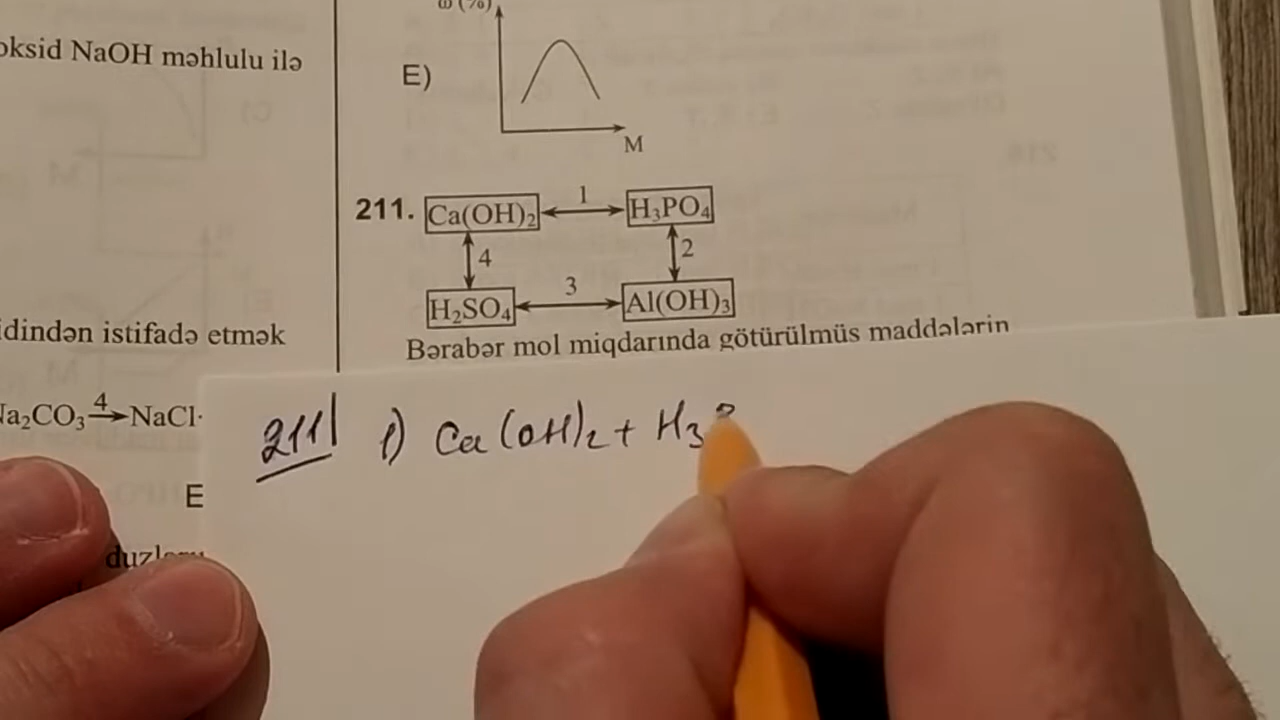 oksid NaOH məhlulu ilə
idindən istifadə etmək
Na₂CO₃ 4→ NaCl·
E
duzları
ω (%)
E)
M
211. Ca(OH)₂ 1 H₃PO₄
4 2
H₂SO₄ 3 Al(OH)₃
Bərabər mol miqdarında götürülmüs maddələrin
211 1) Ca(OH)₂ + H₃